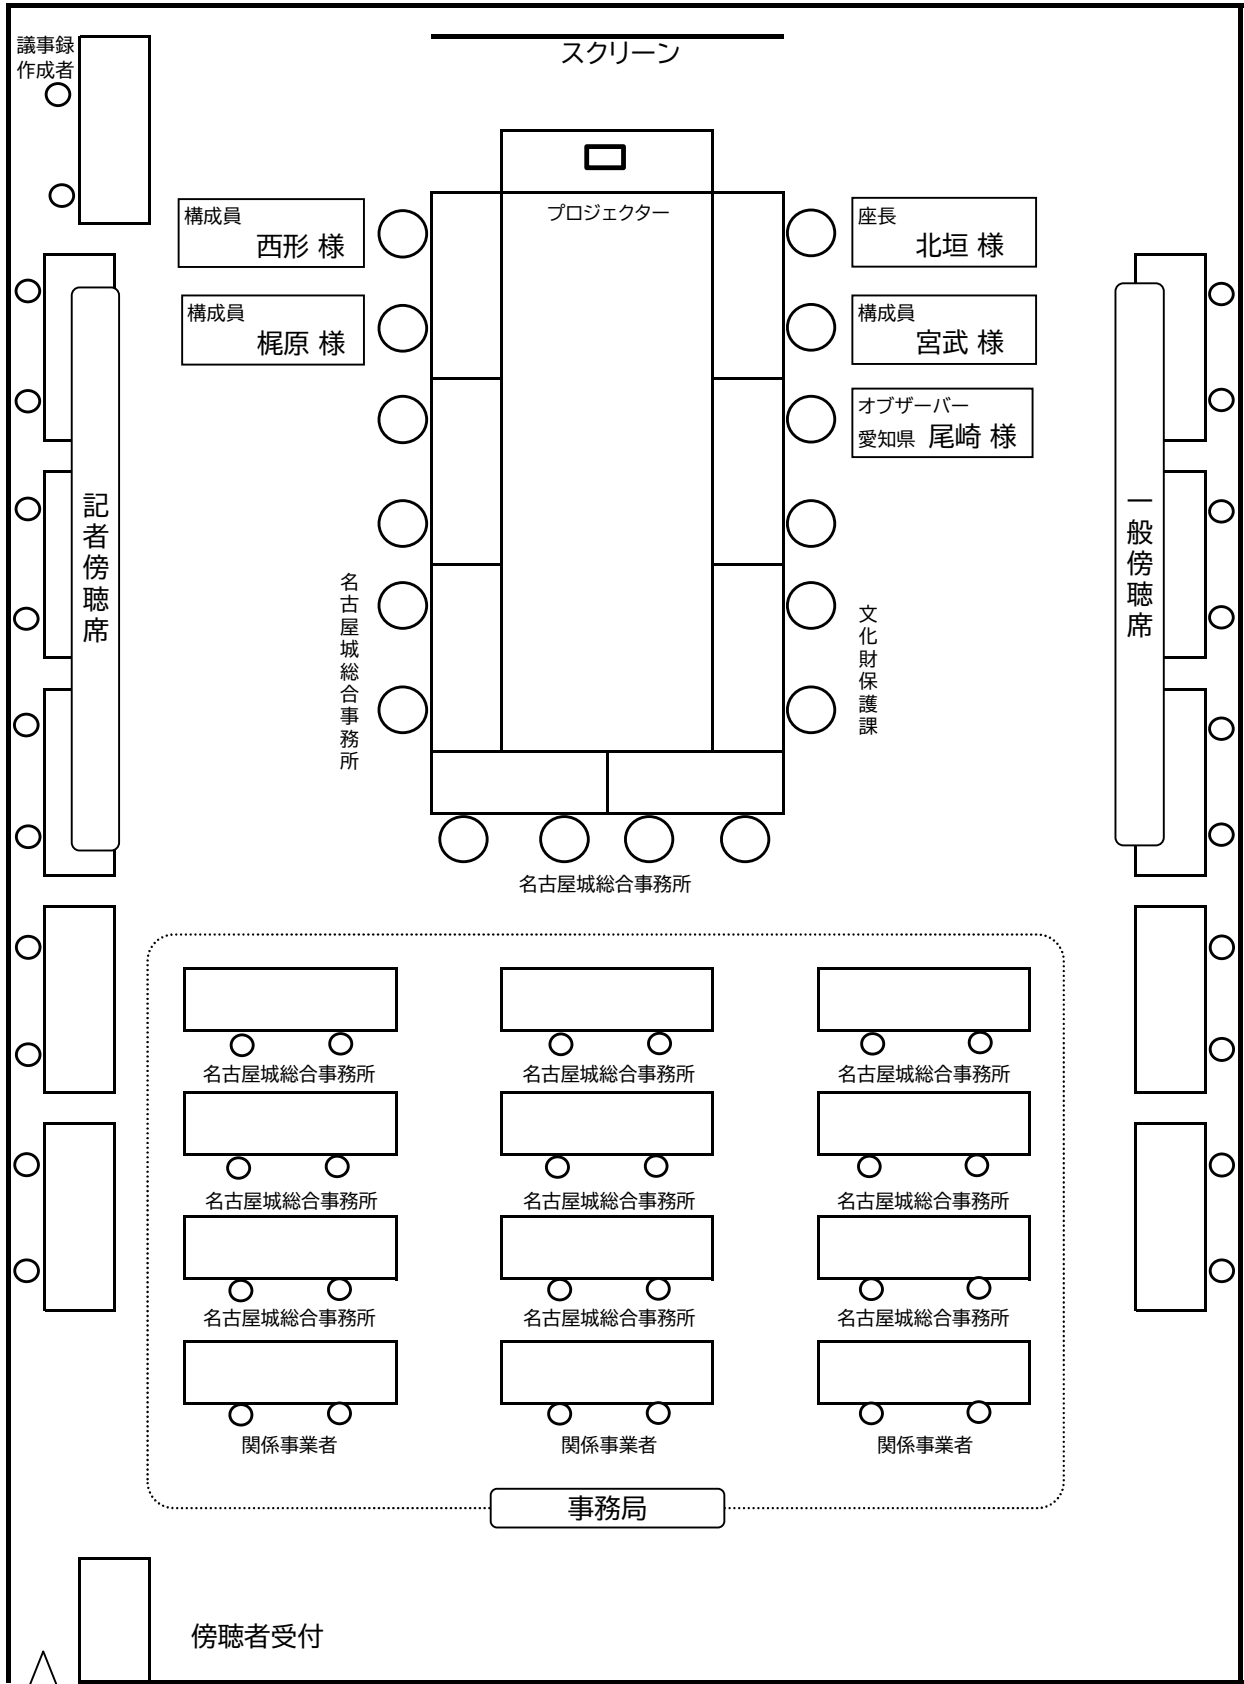 議事録
作成者
スクリーン
プロジェクター
構成員
西形 様
座長
北垣 様
構成員
梶原 様
構成員
宮武 様
オブザーバー
愛知県 尾崎 様
記者傍聴席
一般傍聴席
名古屋城総合事務所
文化財保護課
名古屋城総合事務所
名古屋城総合事務所
名古屋城総合事務所
名古屋城総合事務所
名古屋城総合事務所
名古屋城総合事務所
名古屋城総合事務所
名古屋城総合事務所
名古屋城総合事務所
名古屋城総合事務所
関係事業者
関係事業者
関係事業者
事務局
傍聴者受付